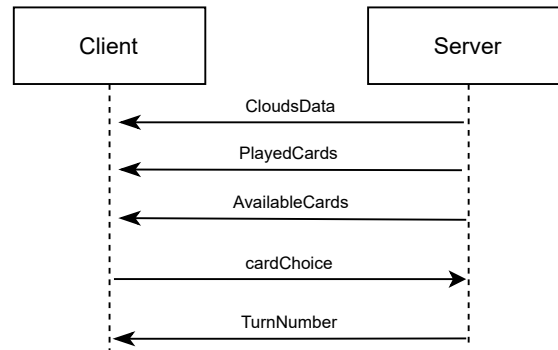 Client
Server
CloudsData
PlayedCards
AvailableCards
cardChoice
TurnNumber